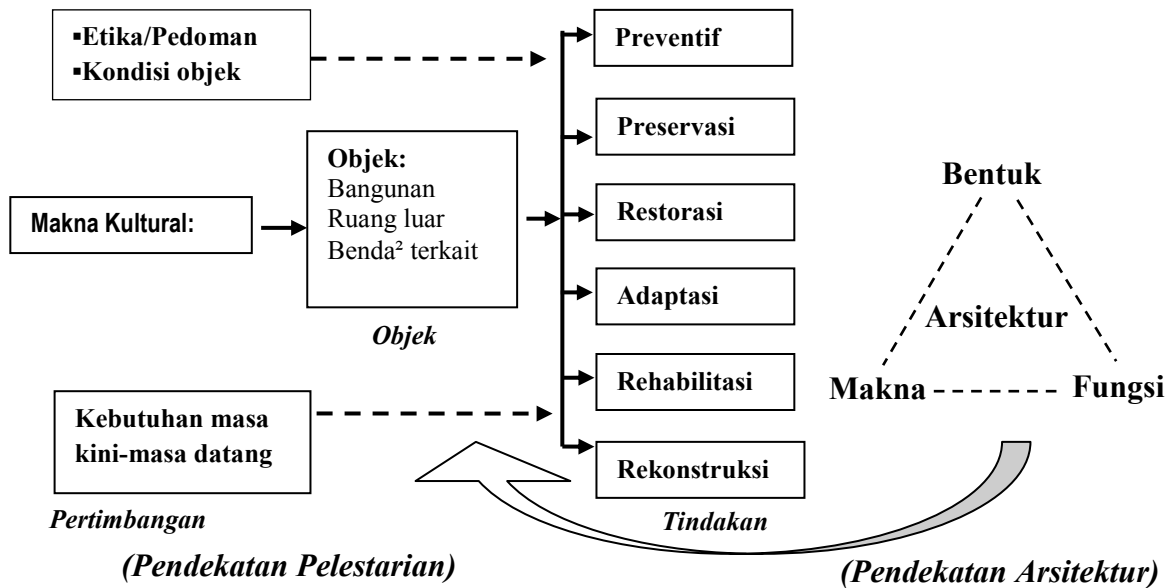 ▪Etika/Pedoman
▪Kondisi objek
Makna Kultural:
Objek:
Bangunan
Ruang luar
Benda² terkait
Objek
Kebutuhan masa
kini-masa datang
Pertimbangan
Preventif
Preservasi
Restorasi
Adaptasi
Rehabilitasi
Rekonstruksi
Tindakan
(Pendekatan Pelestarian)
Bentuk
Arsitektur
Makna
Fungsi
(Pendekatan Arsitektur)